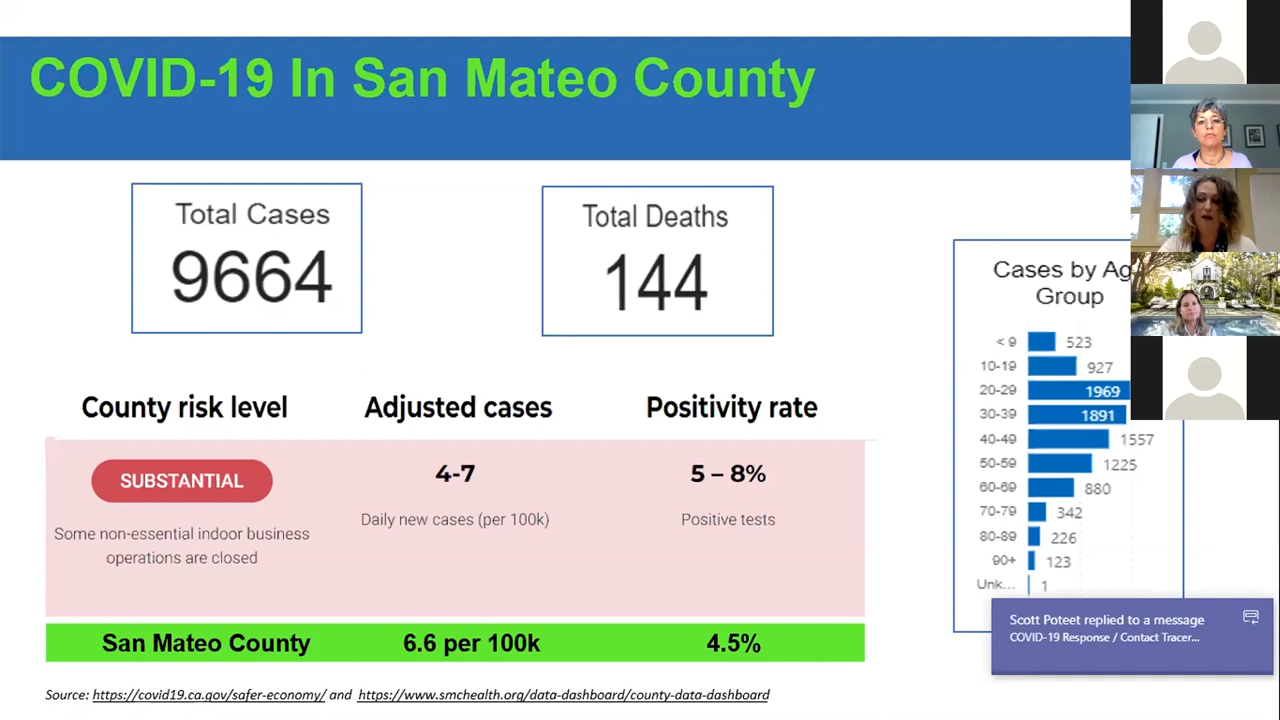 COVID-19 In San Mateo County
Total Cases
9664
Total Deaths
144
County risk level
Adjusted cases
Positivity rate
SUBSTANTIAL
4-7
5 – 8%
Some non-essential indoor business
operations are closed
Daily new cases (per 100k)
Positive tests
San Mateo County
6.6 per 100k
4.5%
Source: https://covid19.ca.gov/safer-economy/ and https://www.smchealth.org/data-dashboard/county-data-dashboard
Cases by Ag
Group
< 9 523
10-19 927
20-29 1969
30-39 1891
40-49 1557
50-59 1225
60-69 880
70-79 342
80-89 226
90+ 123
Unk... 1
Scott Poteet replied to a message
COVID-19 Response / Contact Tracer...